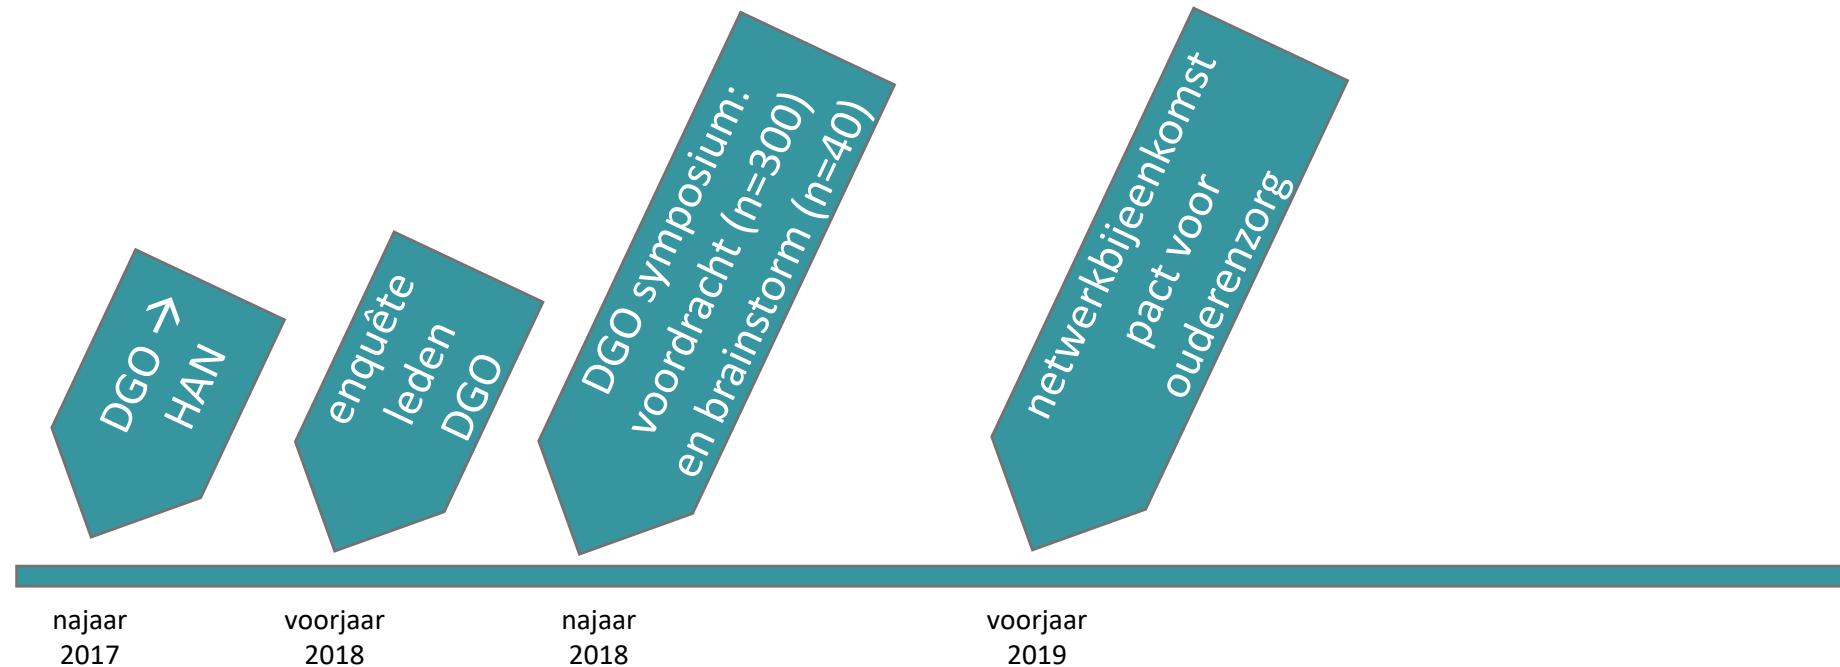 DGO →
HAN
enquête
leden
DGO
DGO symposium:
voordracht (n=300)
en brainstorm (n=40)
netwerkbijeenkomst
pact voor
ouderenzorg
najaar
2017
voorjaar
2018
najaar
2018
voorjaar
2019